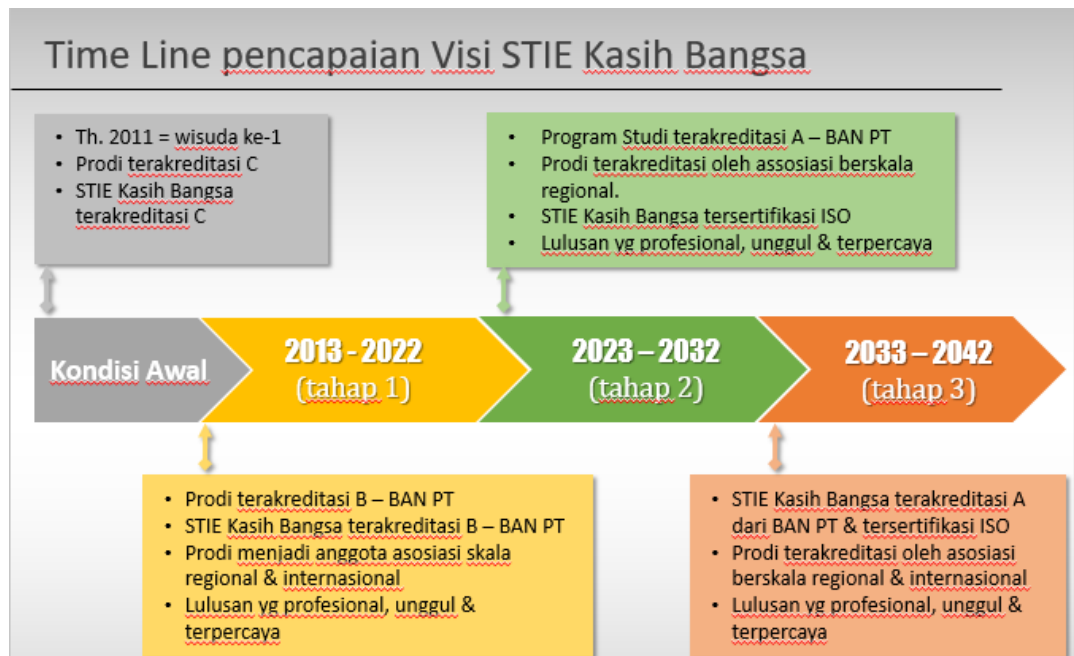 Time Line pencapaian Visi STIE Kasih Bangsa
• Th. 2011 = wisuda ke-1
• Prodi terakreditasi C
• STIE Kasih Bangsa
terakreditasi C
• Program Studi terakreditasi A – BAN PT
• Prodi terakreditasi oleh assosiasi berskala
regional.
• STIE Kasih Bangsa tersertifikasi ISO
• Lulusan yg profesional, unggul & terpercaya
Kondisi Awal
2013 - 2022
(tahap 1)
2023 – 2032
(tahap 2)
2033 – 2042
(tahap 3)
• Prodi terakreditasi B – BAN PT
• STIE Kasih Bangsa terakreditasi B – BAN PT
• Prodi menjadi anggota asosiasi skala
regional & internasional
• Lulusan yg profesional, unggul &
terpercaya
• STIE Kasih Bangsa terakreditasi A
dari BAN PT & tersertifikasi ISO
• Prodi terakreditasi oleh asosiasi
berskala regional & internasional
• Lulusan yg profesional, unggul &
terpercaya